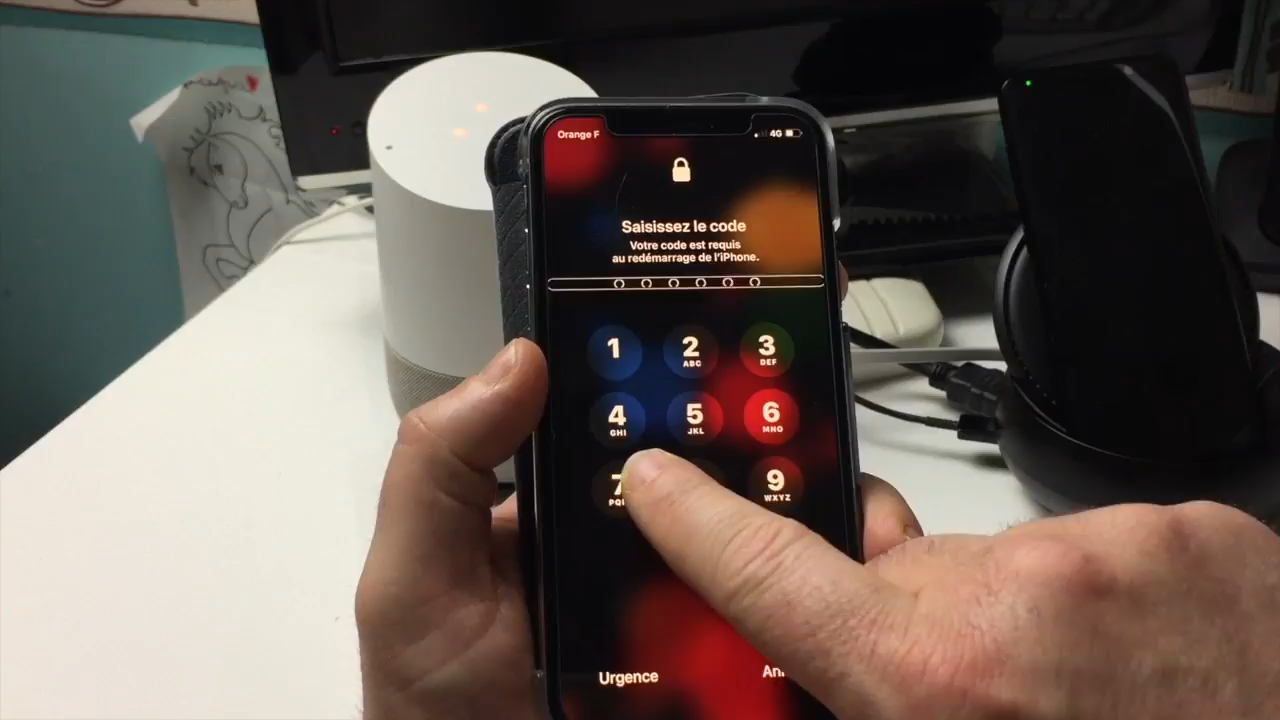 Orange F
4G
Saisissez le code
Votre code est requis
au redémarrage de l'iPhone.
1
2
ABC
3
DEF
4
GHI
5
JKL
6
MNO
7
9
WXYZ
Urgence